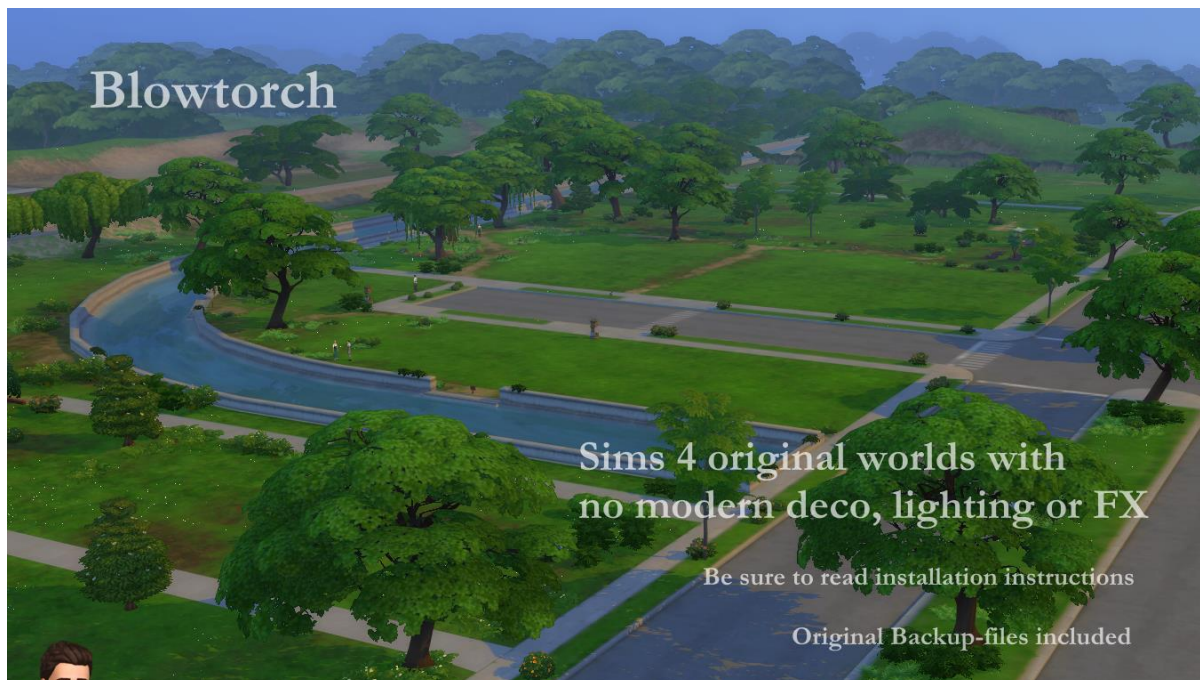 Blowtorch
Sims 4 original worlds with
no modern deco, lighting or FX
Be sure to read installation instructions
Original Backup-files included